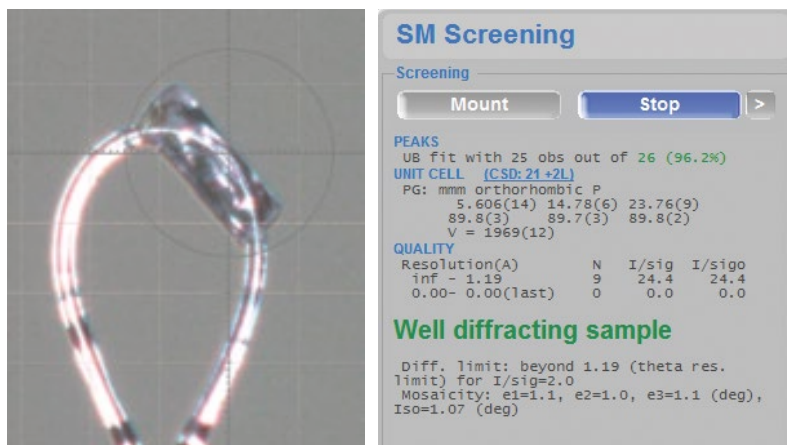 SM Screening
Screening
Mount Stop >
PEAKS
UB fit with 25 obs out of 26 (96.2%)
UNIT CELL (CSD: 21 +2L)
PG: mmm orthorhombic P
5.606(14) 14.78(6) 23.76(9)
89.8(3) 89.7(3) 89.8(2)
V = 1969(12)
QUALITY
Resolution(A) N I/sig I/sigo
inf - 1.19 9 24.4 24.4
0.00- 0.00(last) 0 0.0 0.0
Well diffracting sample
Diff. limit: beyond 1.19 (theta res.
limit) for I/sig=2.0
Mosaicity: e1=1.1, e2=1.0, e3=1.1 (deg),
Iso=1.07 (deg)